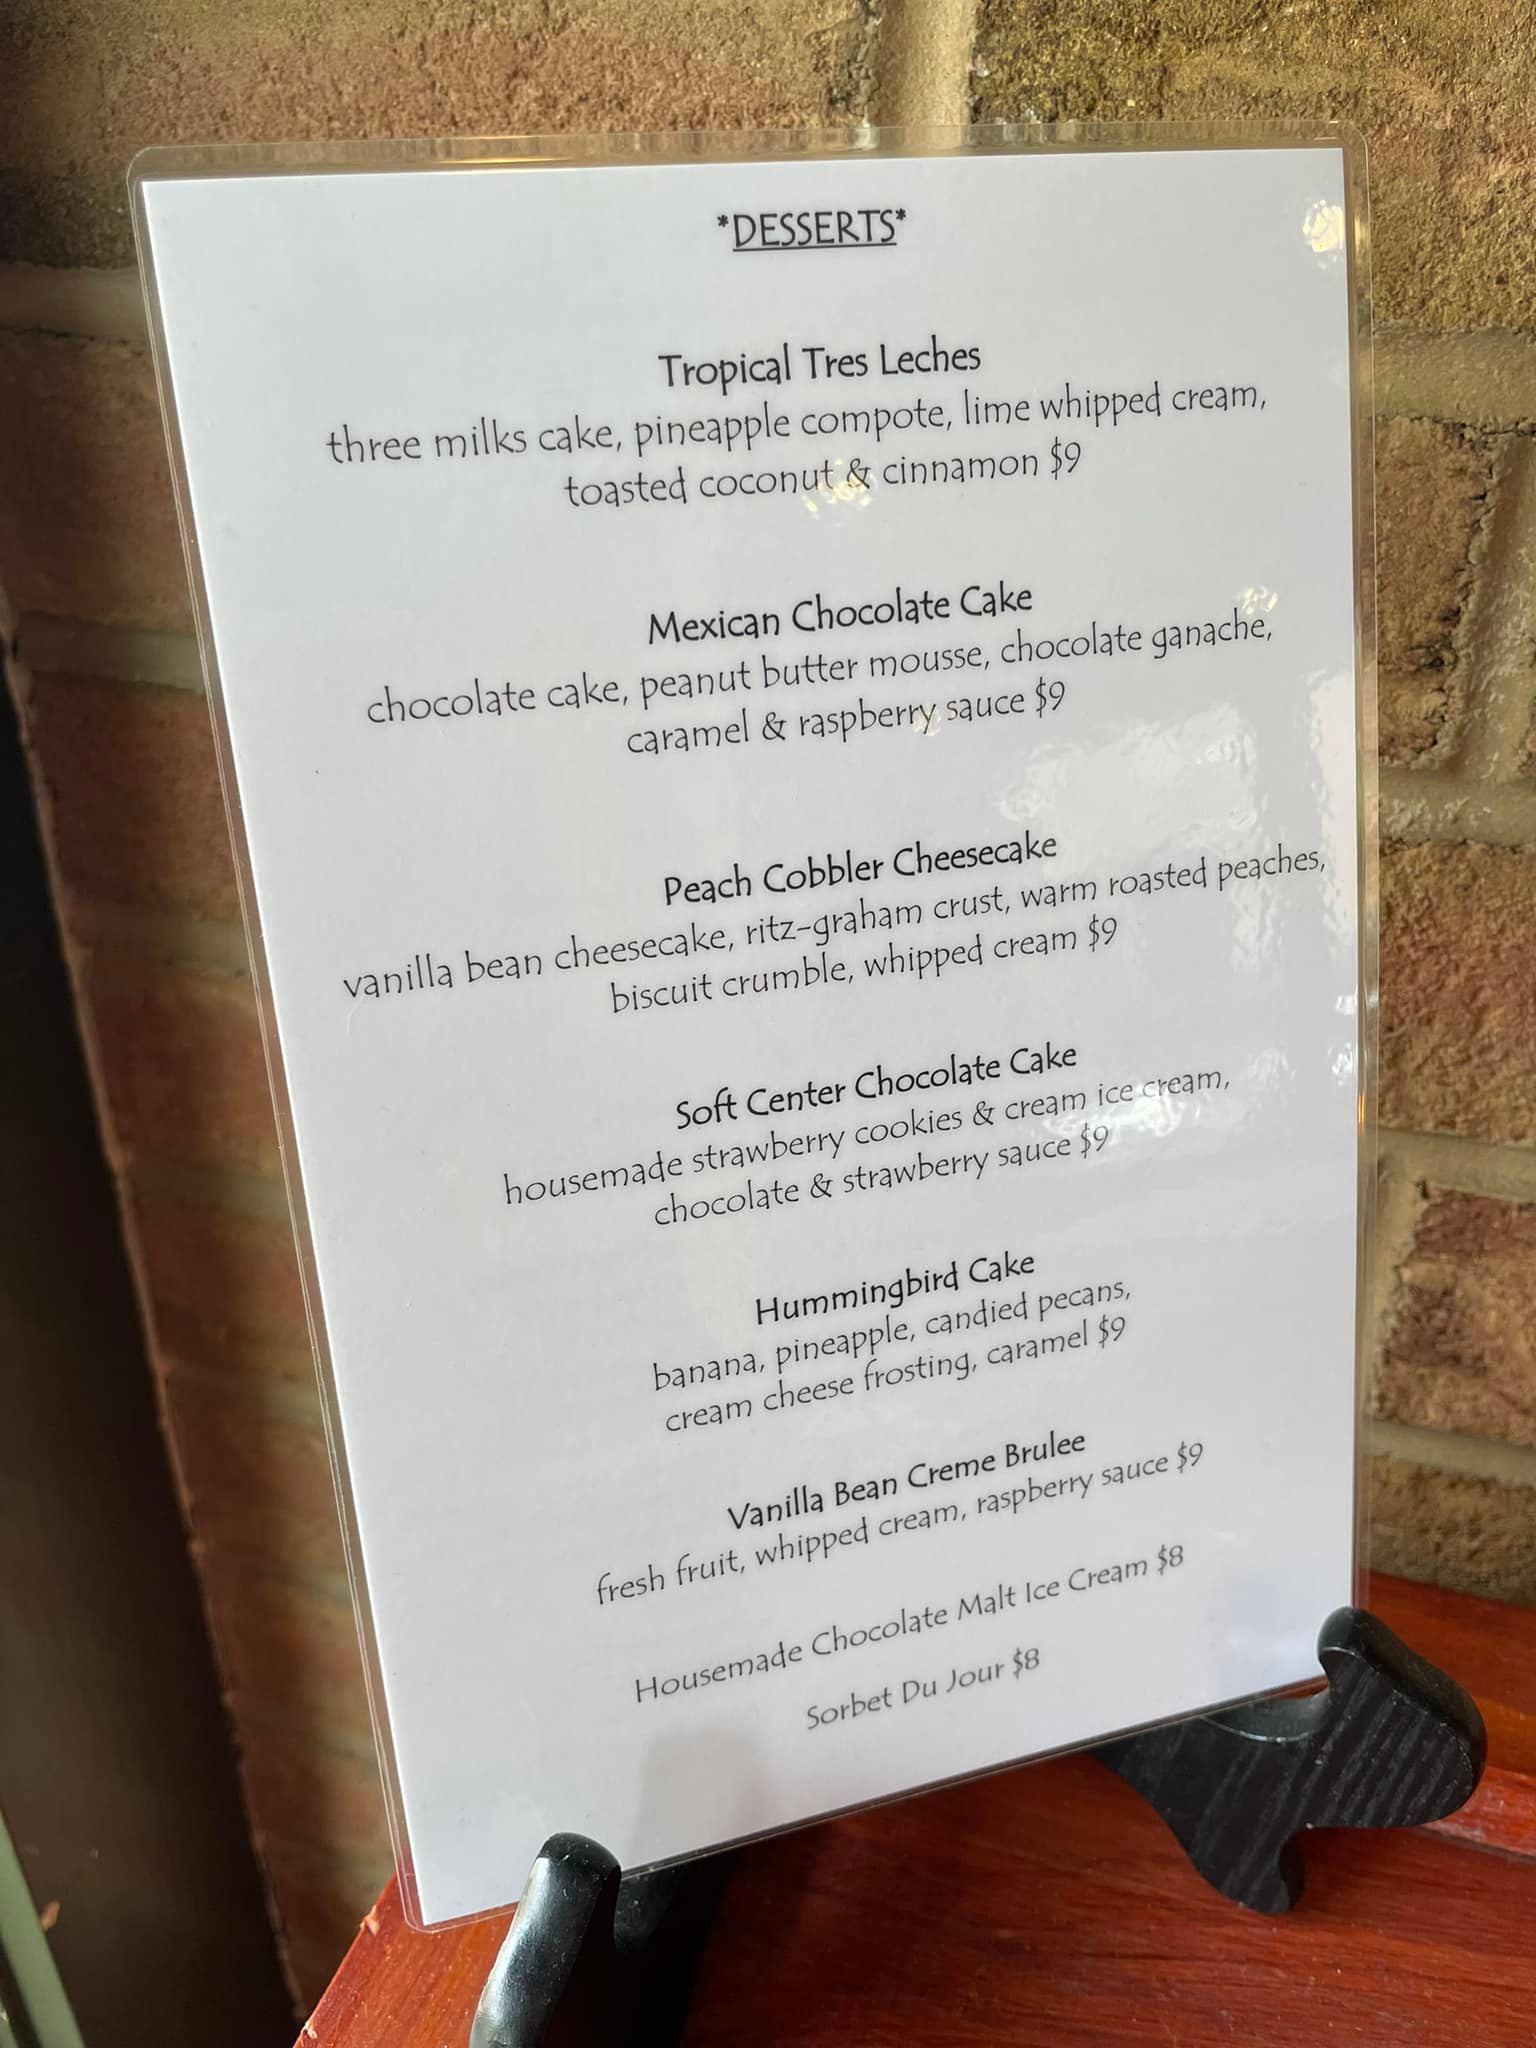 *DESSERTS*
Tropical Tres Leches
three milks cake, pineapple compote, lime whipped cream,
toasted coconut & cinnamon $9
Mexican Chocolate Cake
chocolate cake, peanut butter mousse, chocolate ganache,
caramel & raspberry sauce $9
Peach Cobbler Cheesecake
vanilla bean cheesecake, ritz-graham crust, warm roasted peaches,
biscuit crumble, whipped cream $9
Soft Center Chocolate Cake
housemade strawberry cookies & cream ice cream,
chocolate & strawberry sauce $9
Hummingbird Cake
banana, pineapple, candied pecans,
cream cheese frosting, caramel $9
Vanilla Bean Creme Brulee
fresh fruit, whipped cream, raspberry sauce $9
Housemade Chocolate Malt Ice Cream $8
Sorbet Du Jour $8